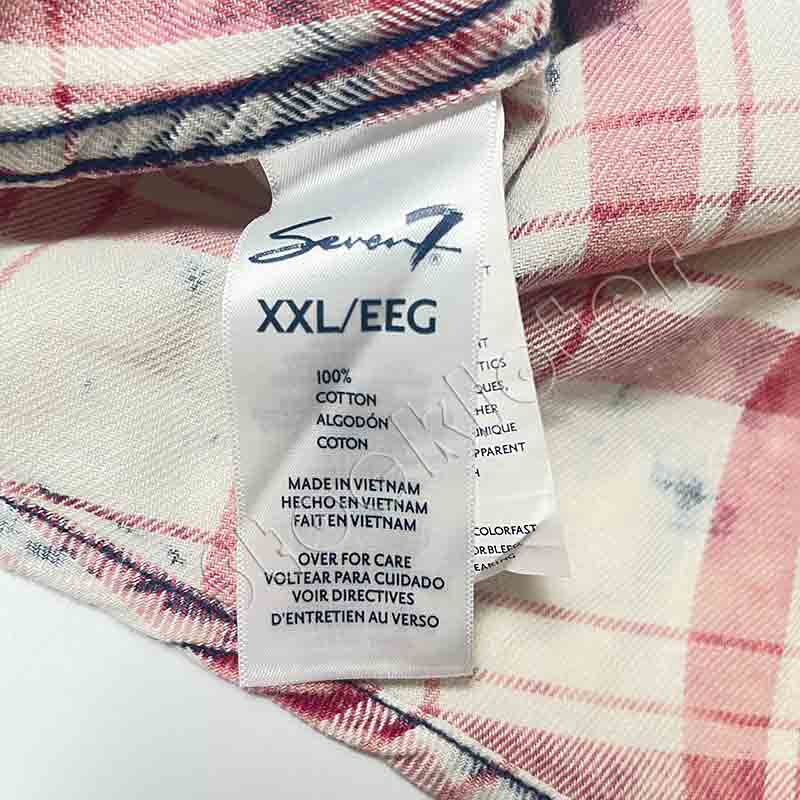 Seven7
®
XXL/EEG
100%
COTTON
ALGODÓN
COTON
MADE IN VIETNAM
HECHO EN VIETNAM
FAIT EN VIETNAM
OVER FOR CARE
VOLTEAR PARA CUIDADO
VOIR DIRECTIVES
D'ENTRETIEN AU VERSO
COLORFAST